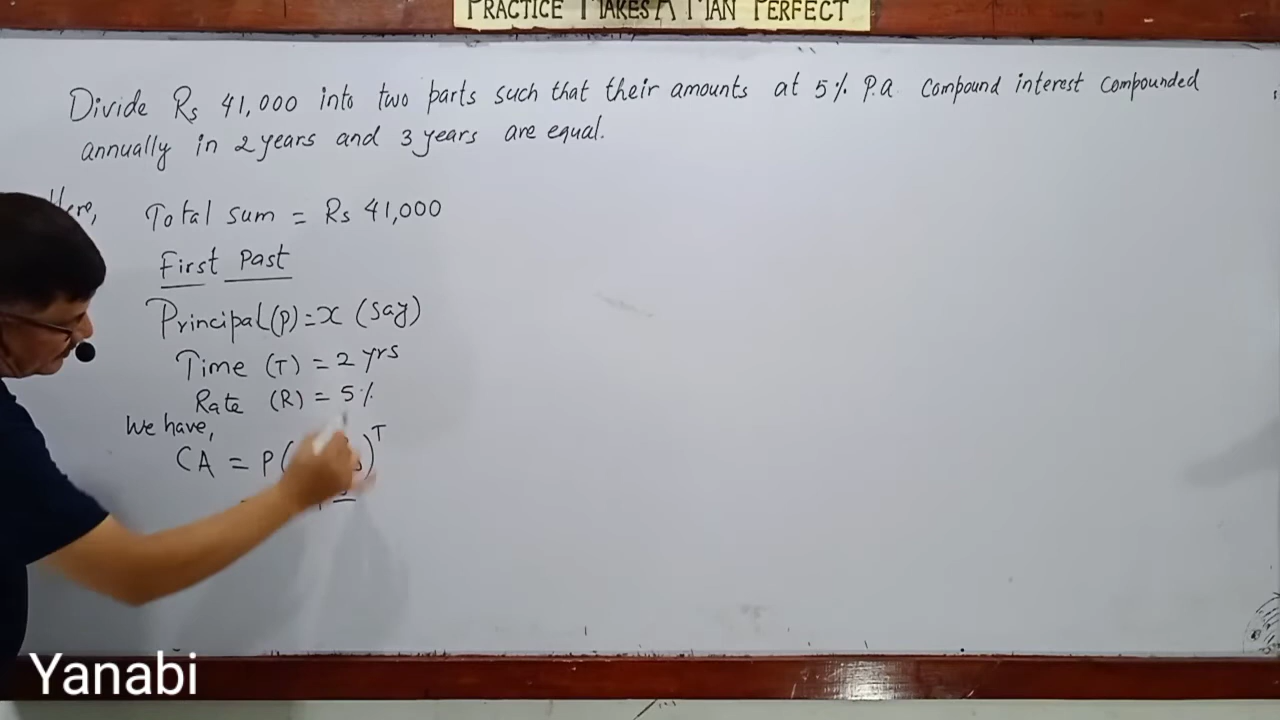 PRACTICE MAKES A MAN PERFECT
Divide Rs 41,000 into two parts such that their amounts at 5% P.a. Compound interest compounded
annually in 2 years and 3 years are equal.
Here, Total sum = Rs 41,000
First Past
Principal (P) = x (say)
Time (T) = 2 yrs
Rate (R) = 5%
We have,
CA = P( )^T
Yanabi